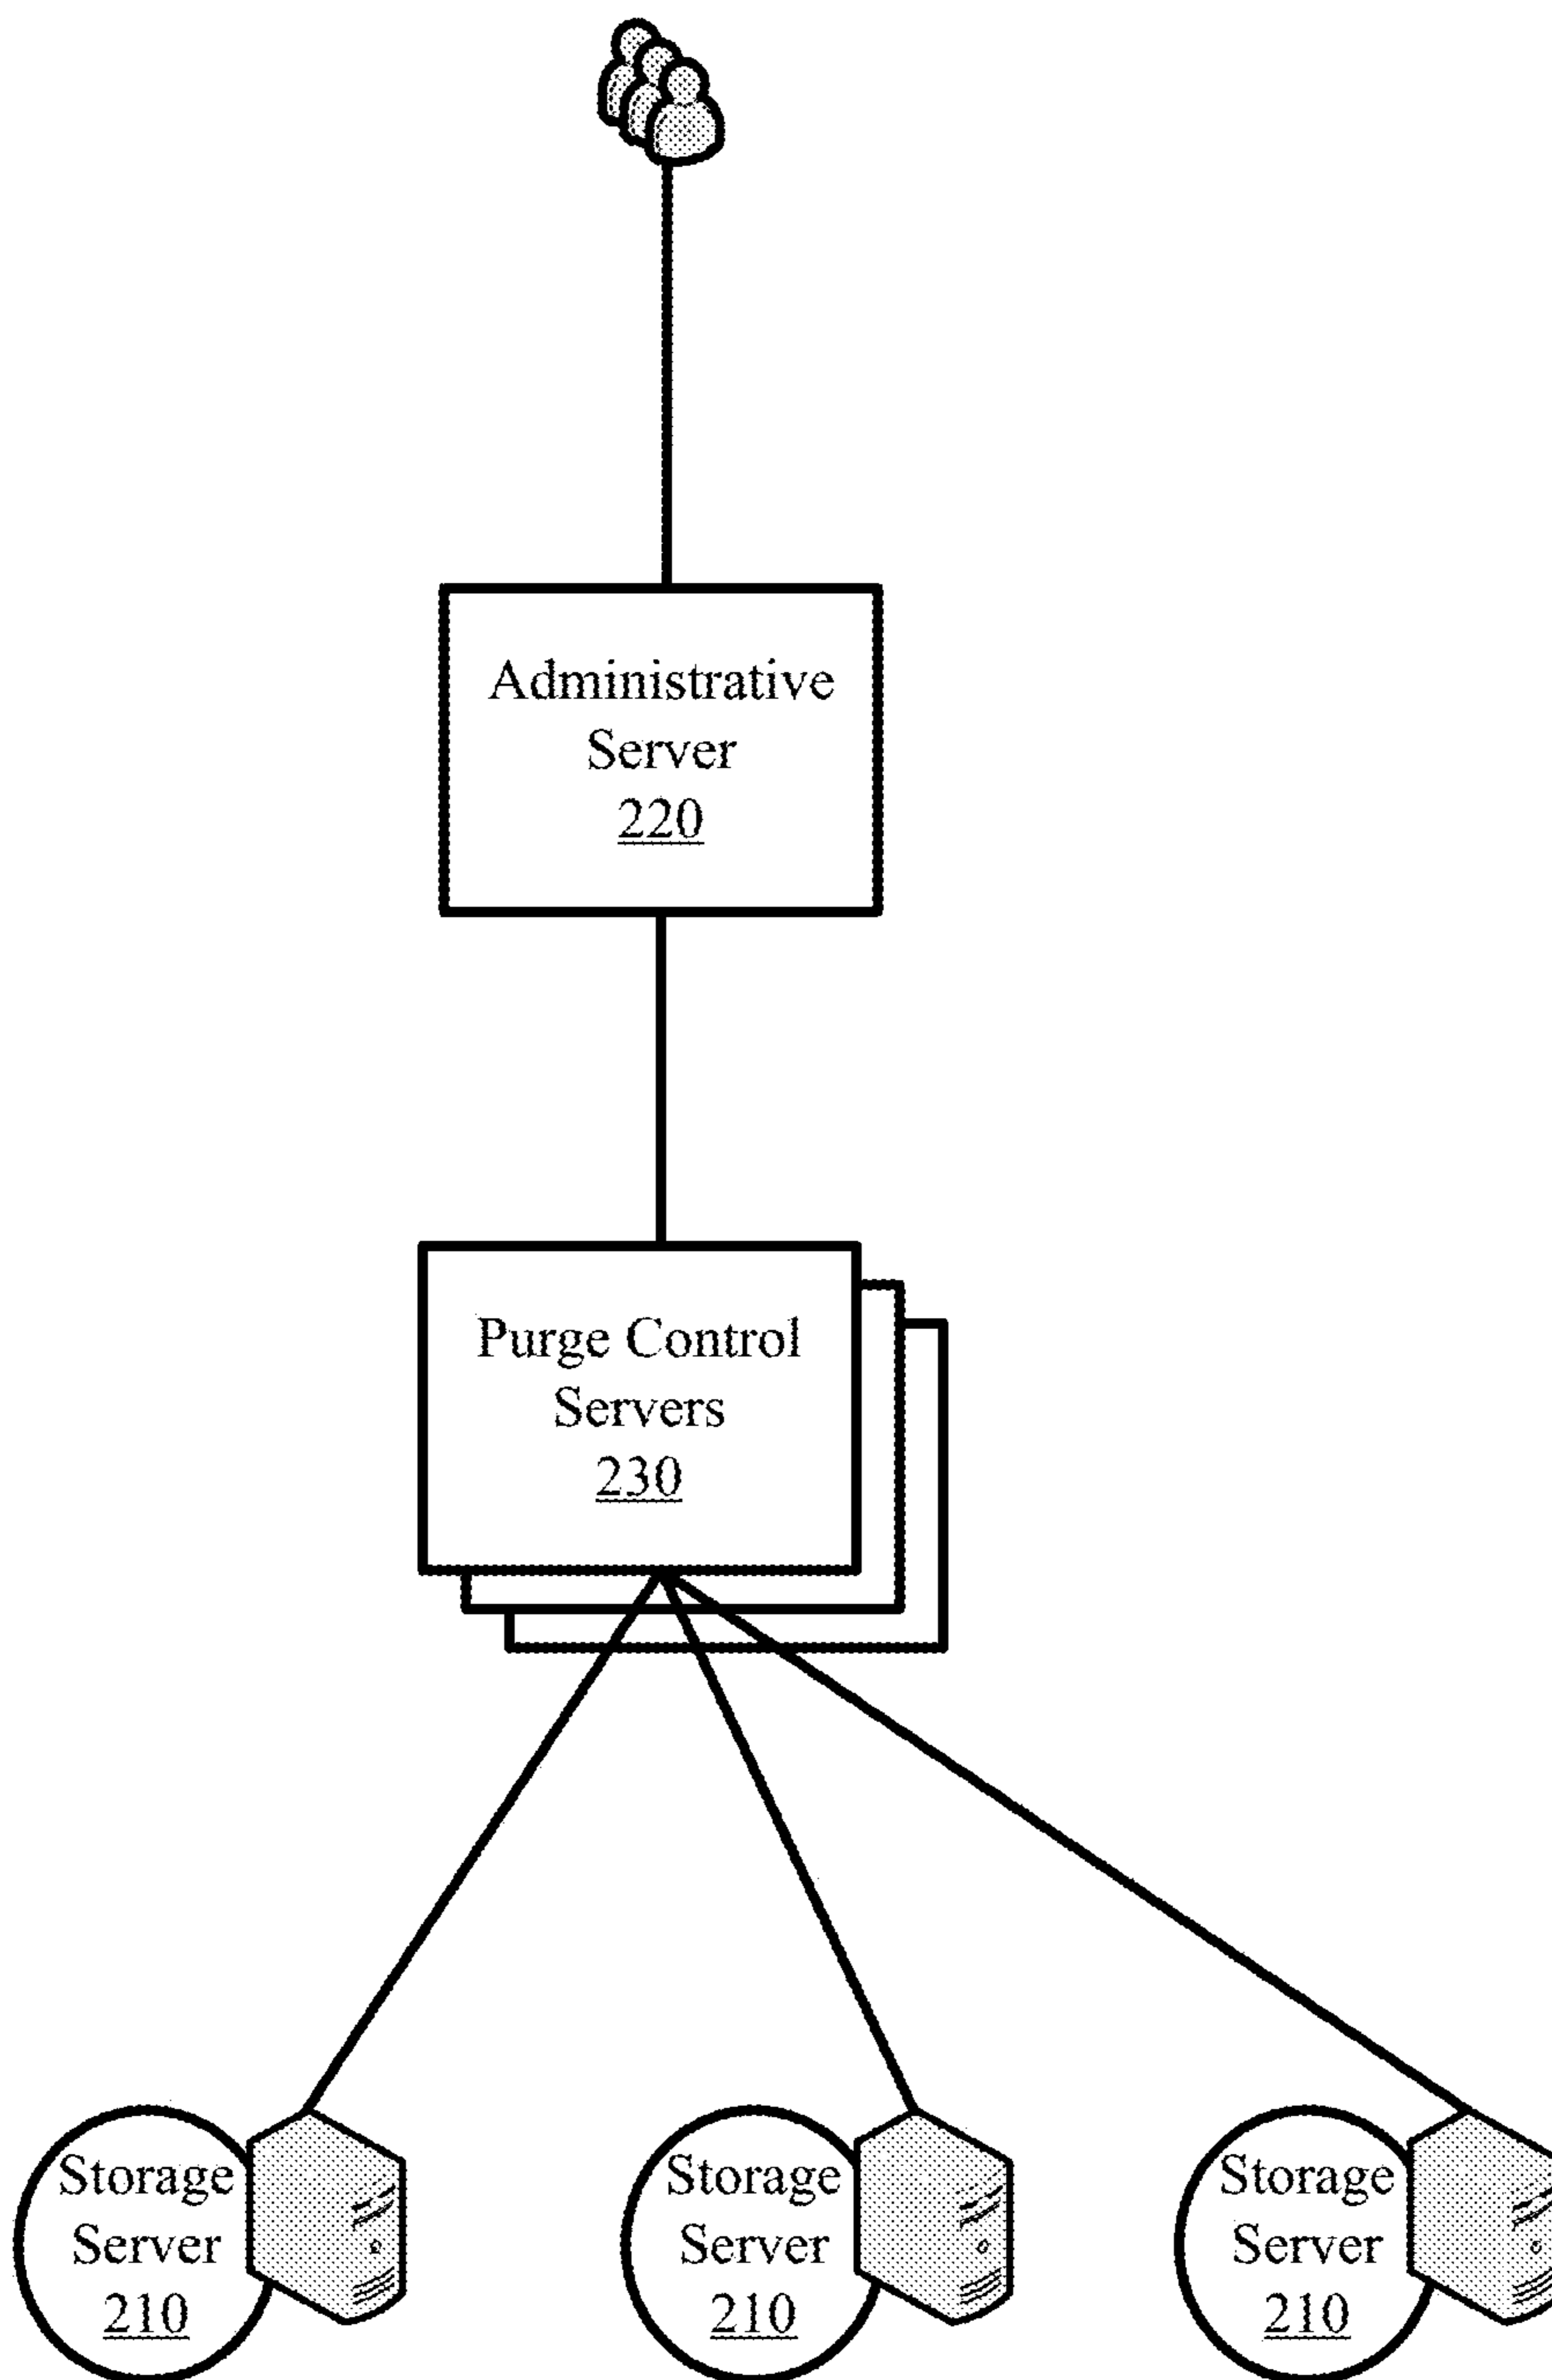 Administrative
Server
220
Purge Control
Servers
230
Storage
Server
210
Storage
Server
210
Storage
Server
210